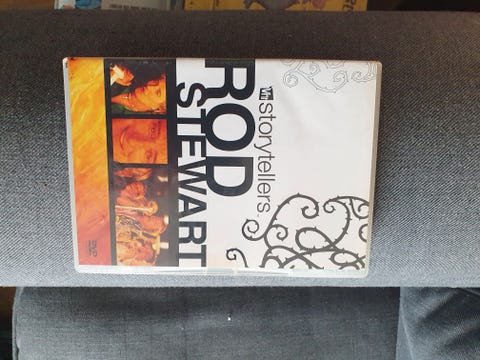 VH1
storytellers.
ROD
STEWART
DVD